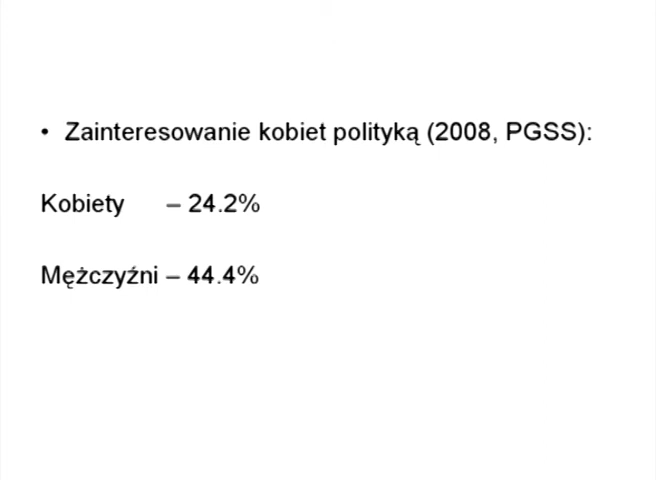 • Zainteresowanie kobiet polityką (2008, PGSS):
Kobiety – 24.2%
Mężczyźni – 44.4%